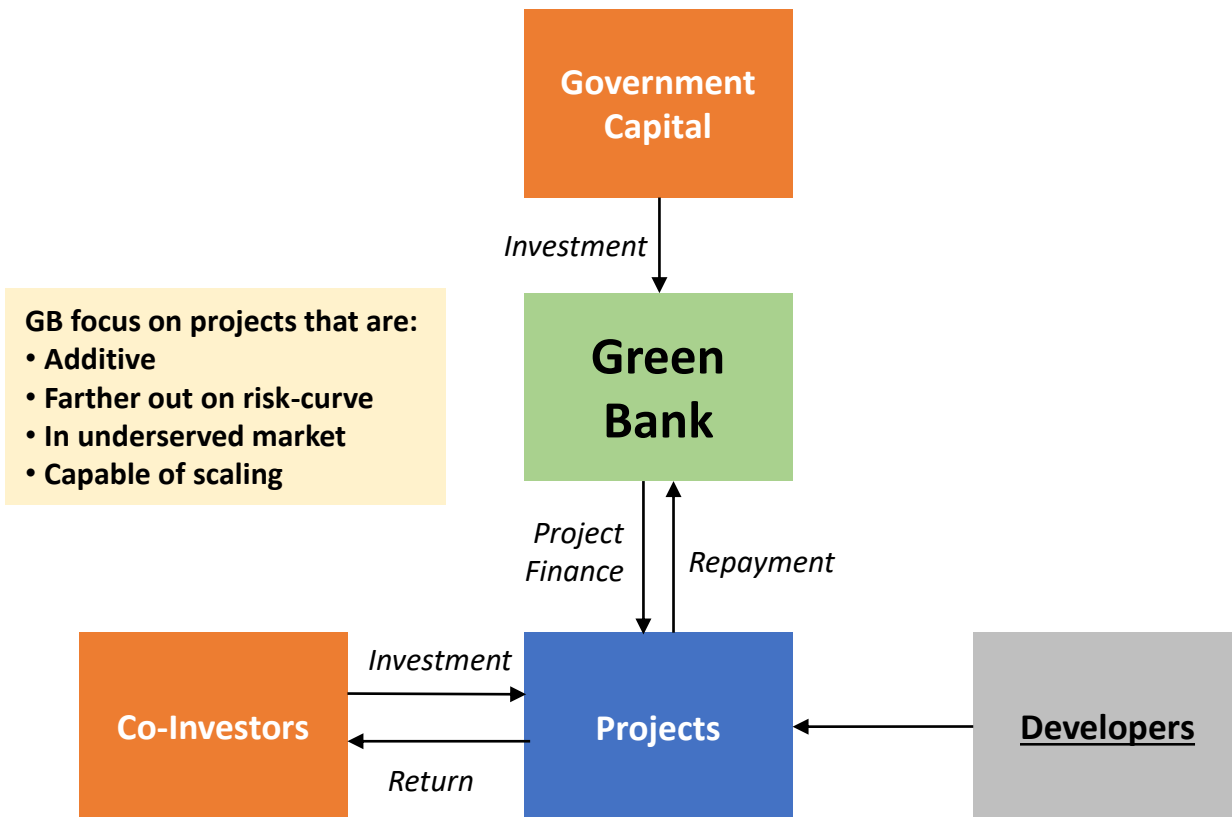 Government
Capital
Investment
GB focus on projects that are:
• Additive
• Farther out on risk-curve
• In underserved market
• Capable of scaling
Green
Bank
Project
Finance
Repayment
Co-Investors
Investment
Return
Projects
Developers